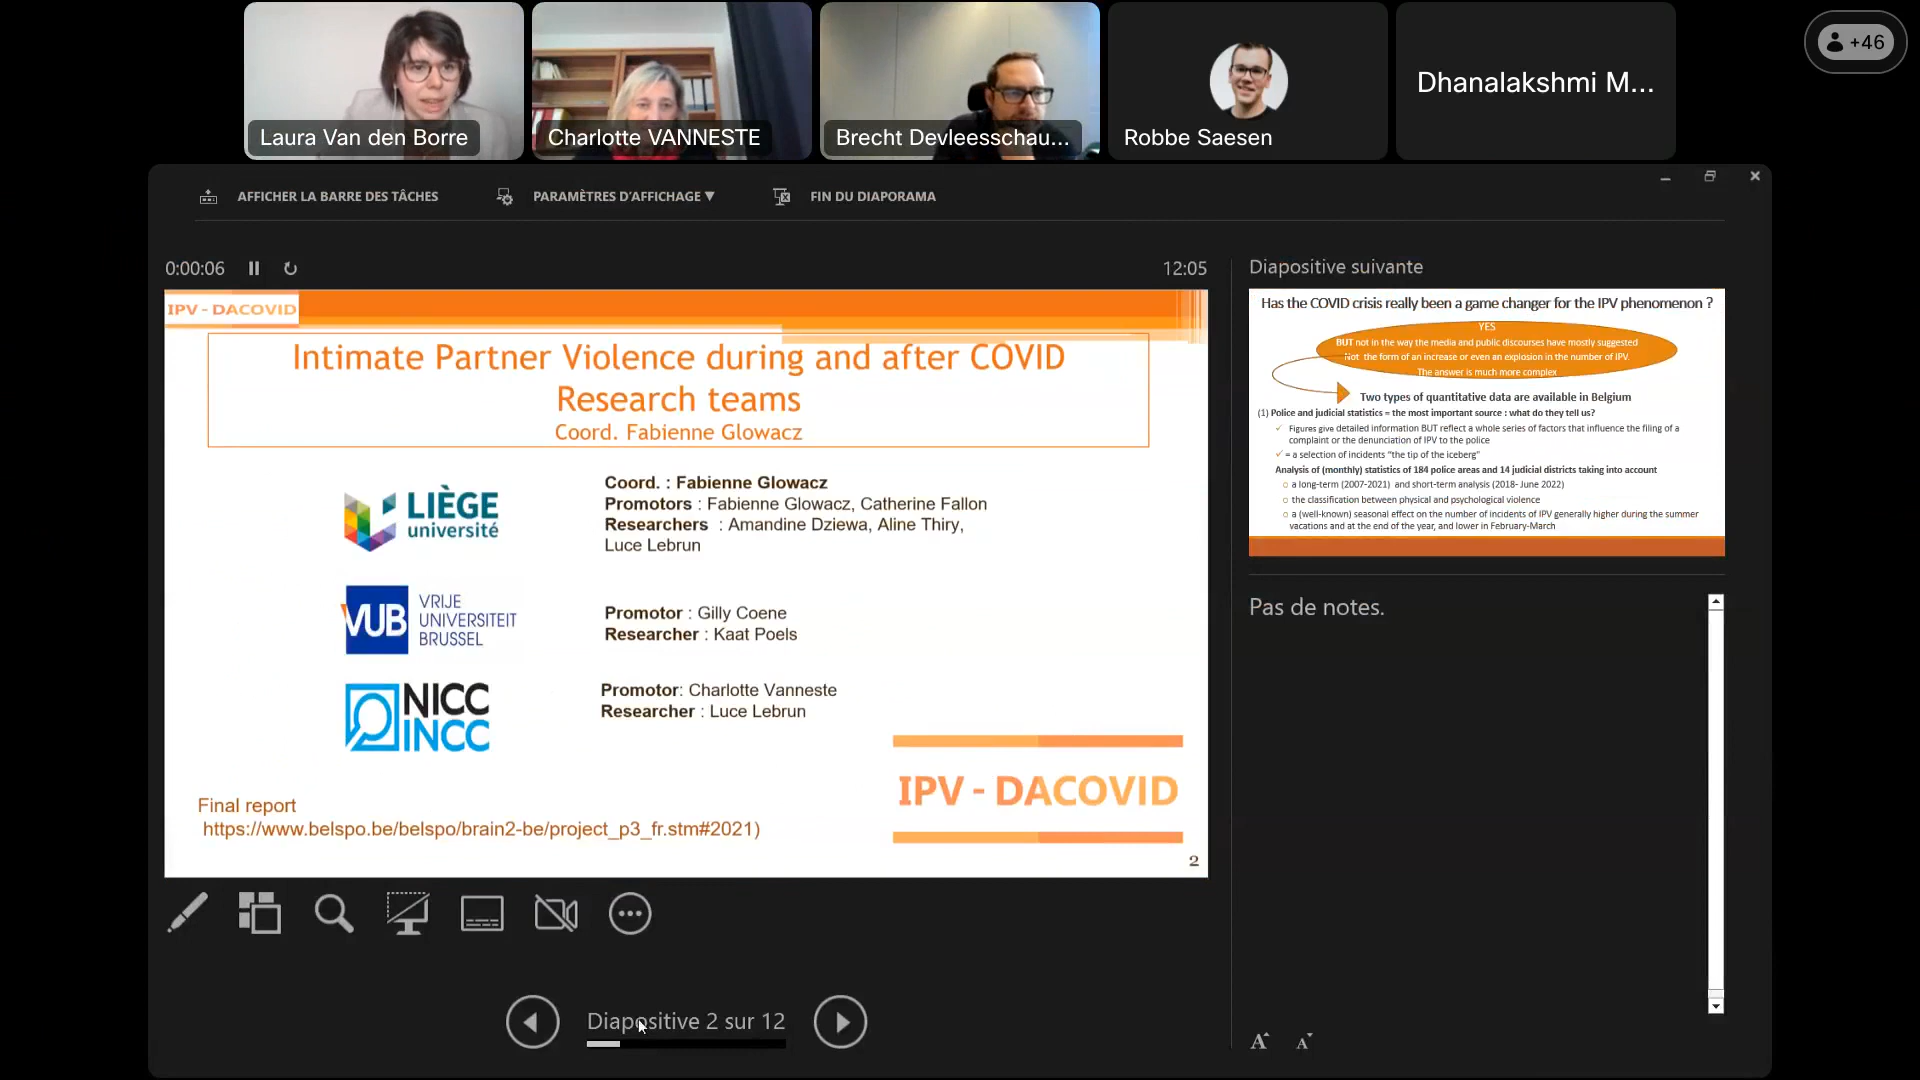 Laura Van den Borre
Charlotte VANNESTE
Brecht Devleesschau...
Robbe Saesen
Dhanalakshmi M...
+46
AFFICHER LA BARRE DES TÂCHES
PARAMÈTRES D'AFFICHAGE ▼
FIN DU DIAPORAMA
0:00:06
12:05
IPV - DACOVID
Intimate Partner Violence during and after COVID
Research teams
Coord. Fabienne Glowacz
LIÈGE
université
Coord. : Fabienne Glowacz
Promotors : Fabienne Glowacz, Catherine Fallon
Researchers : Amandine Dziewa, Aline Thiry,
Luce Lebrun
VUB
VRIJE
UNIVERSITEIT
BRUSSEL
Promotor : Gilly Coene
Researcher : Kaat Poels
NICC
INCC
Promotor: Charlotte Vanneste
Researcher : Luce Lebrun
IPV - DACOVID
Final report
https://www.belspo.be/belspo/brain2-be/project_p3_fr.stm#2021)
2
Diapositive 2 sur 12
Diapositive suivante
Has the COVID crisis really been a game changer for the IPV phenomenon ?
YES
BUT not in the way the media and public discourses have mostly suggested
Not the form of an increase or even an explosion in the number of IPV.
The answer is much more complex
Two types of quantitative data are available in Belgium
(1) Police and judicial statistics = the most important source : what do they tell us?
✓ Figures give detailed information BUT reflect a whole series of factors that influence the filing of a
complaint or the denunciation of IPV to the police
✓ = a selection of incidents "the tip of the iceberg"
Analysis of (monthly) statistics of 184 police areas and 14 judicial districts taking into account
o a long-term (2007-2021) and short-term analysis (2018- June 2022)
o the classification between physical and psychological violence
o a (well-known) seasonal effect on the number of incidents of IPV generally higher during the summer
vacations and at the end of the year, and lower in February-March
Pas de notes.
A A